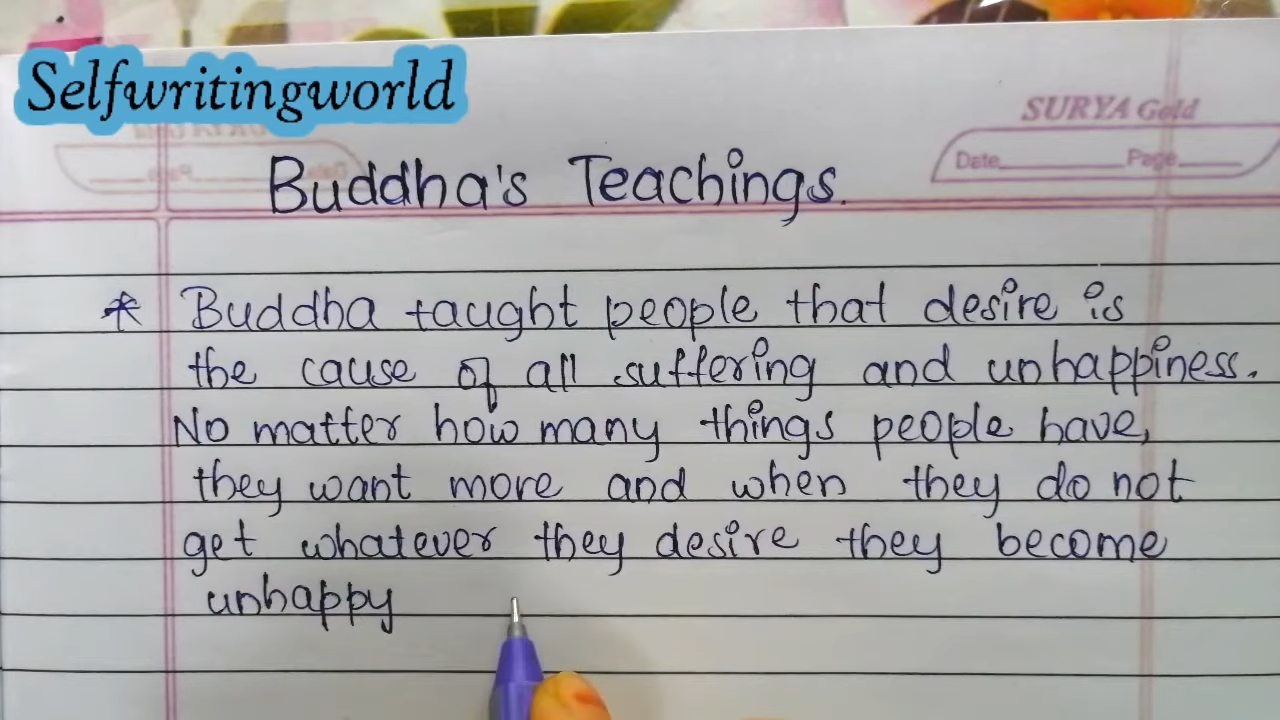 Selfwritingworld
SURYA Gold
Date Page
Buddha's Teachings.
* Buddha taught people that desire is
the cause of all suffering and unhappiness.
No matter how many things people have,
they want more and when they do not
get whatever they desire they become
unhappy